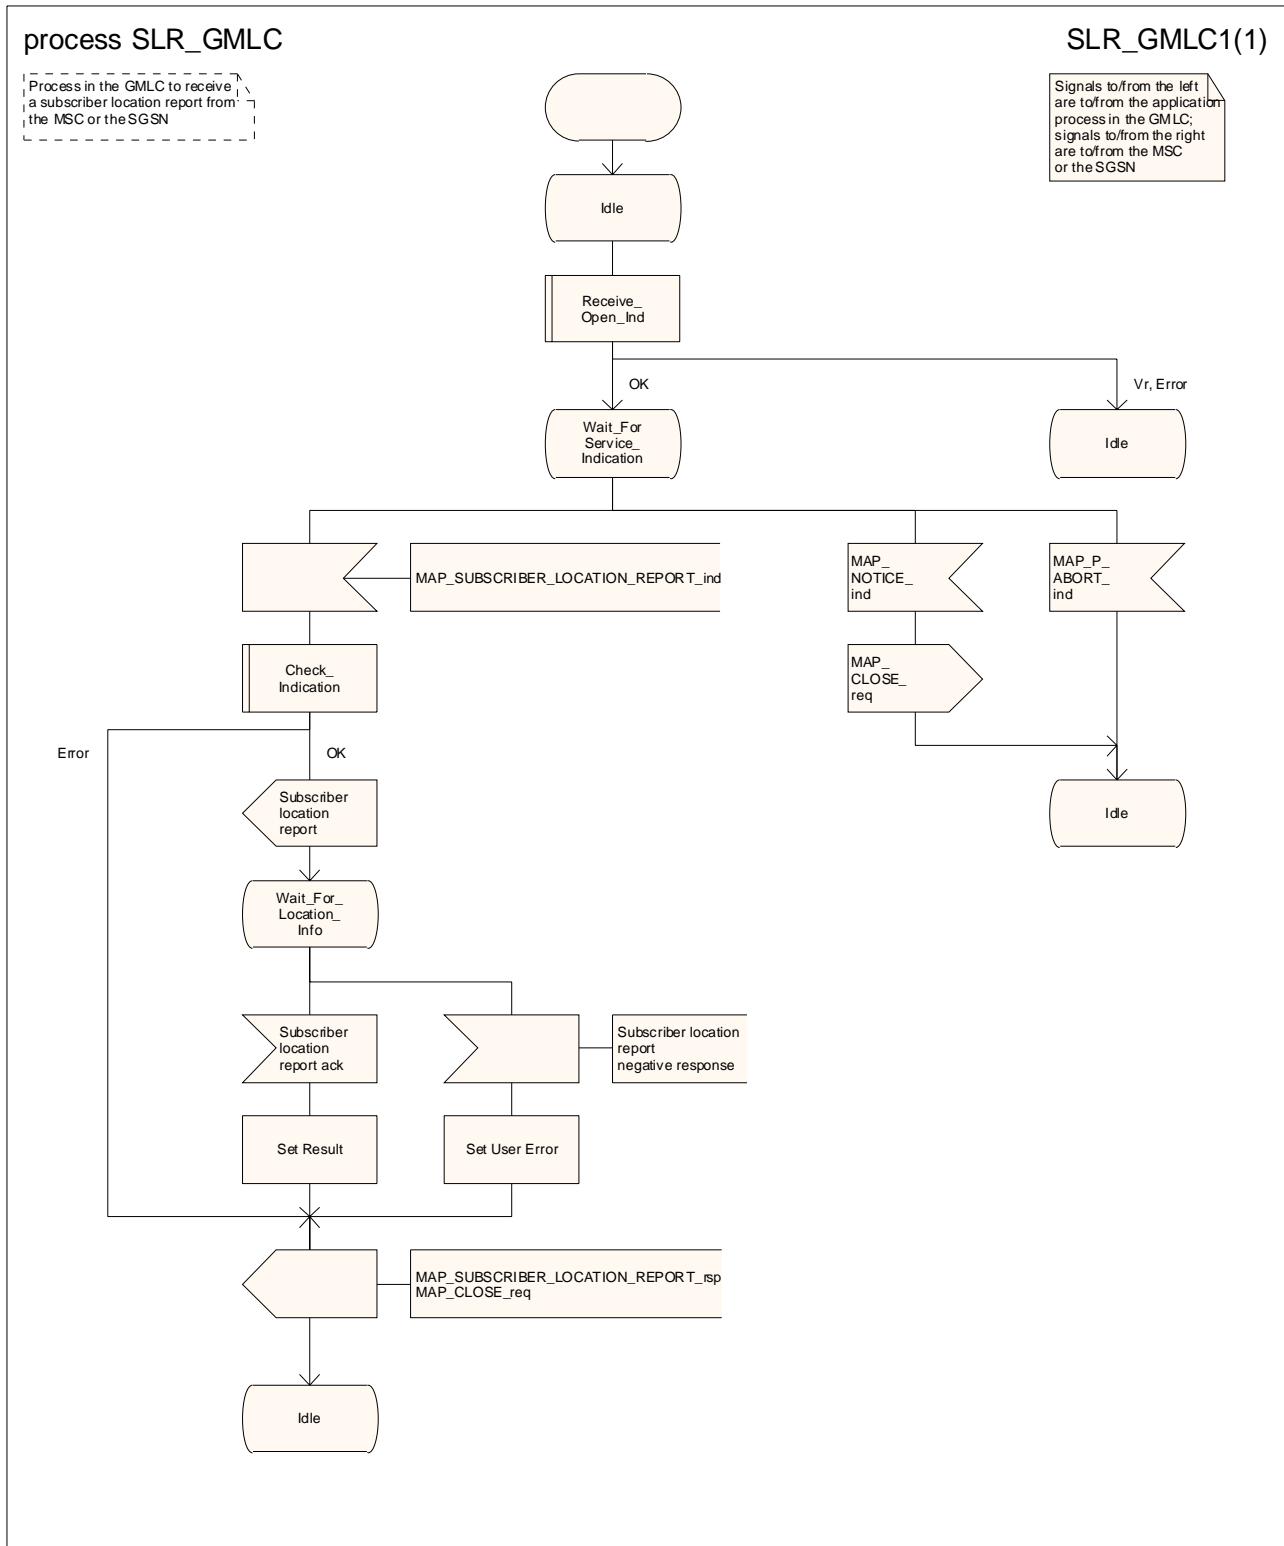 process SLR_GMLC
SLR_GMLC1(1)
Process in the GMLC to receive
a subscriber location report from
the MSC or the SGSN
Signals to/from the left
are to/from the application
process in the GMLC;
signals to/from the right
are to/from the MSC
or the SGSN
Idle
Receive_
Open_Ind
OK
Vr, Error
Wait_For
Service_
Indication
Idle
MAP_SUBSCRIBER_LOCATION_REPORT_ind
MAP_
NOTICE_
ind
MAP_P_
ABORT_
ind
Check_
Indication
MAP_
CLOSE_
req
Error
OK
Subscriber
location
report
Idle
Wait_For_
Location_
Info
Subscriber
location
report ack
Subscriber location
report
negative response
Set Result
Set User Error
MAP_SUBSCRIBER_LOCATION_REPORT_rsp
MAP_CLOSE_req
Idle